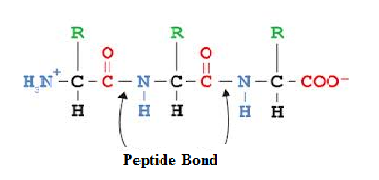 R R R
O O
H₃N⁺–C–C–N–C–C–N–C–COO⁻
H H H H H
Peptide Bond